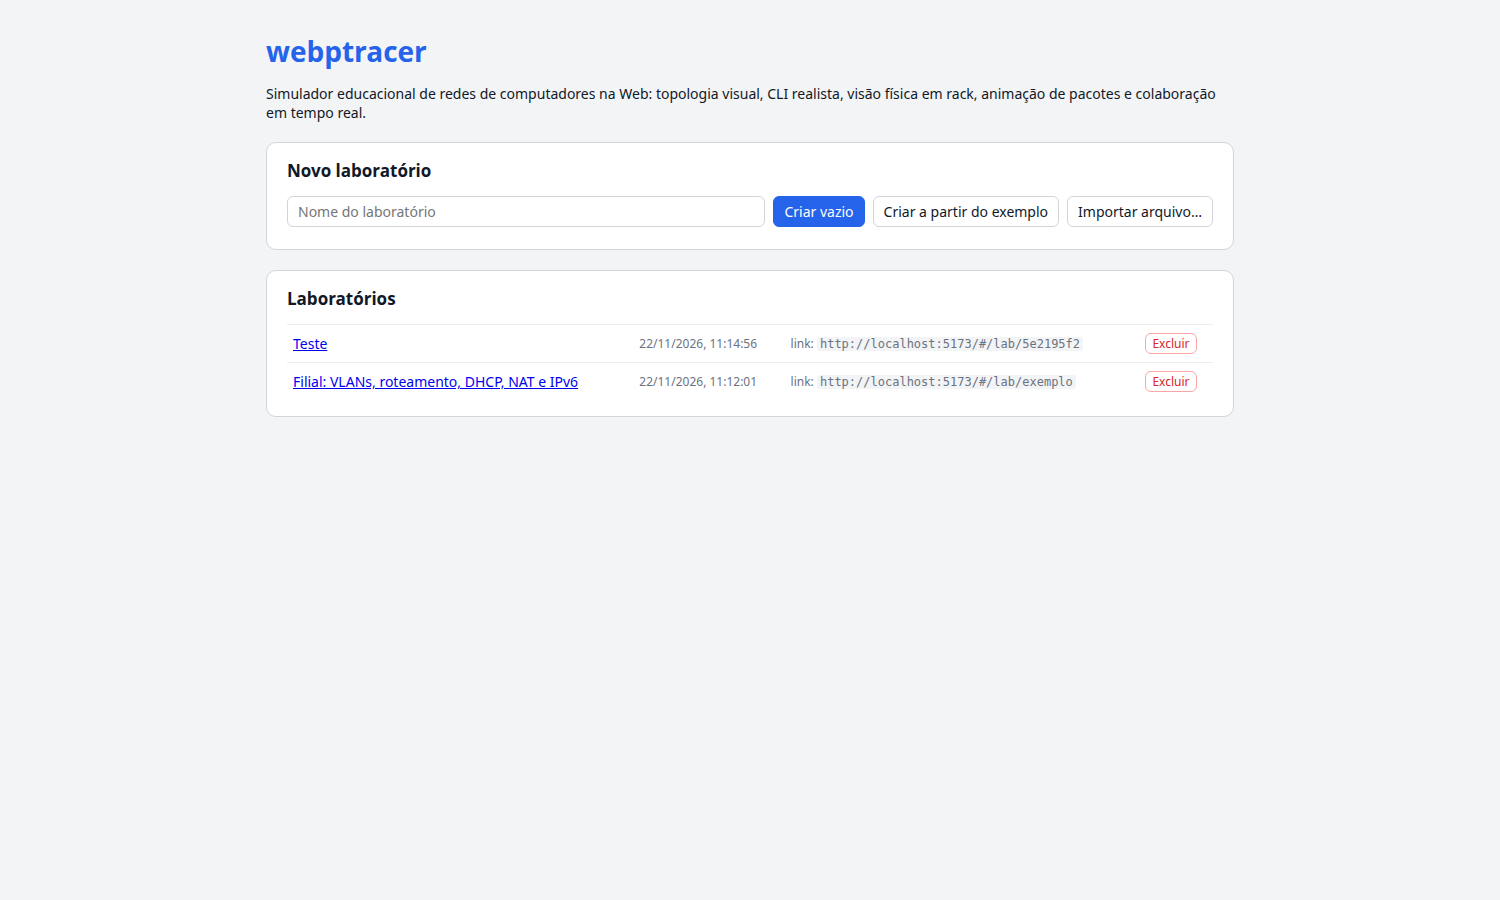 webptracer
Simulador educacional de redes de computadores na Web: topologia visual, CLI realista, visão física em rack, animação de pacotes e colaboração
em tempo real.
Novo laboratório
Nome do laboratório Criar vazio Criar a partir do exemplo Importar arquivo...
Laboratórios
Teste 22/11/2026, 11:14:56 link: http://localhost:5173/#/lab/5e2195f2 Excluir
Filial: VLANs, roteamento, DHCP, NAT e IPv6 22/11/2026, 11:12:01 link: http://localhost:5173/#/lab/exemplo Excluir